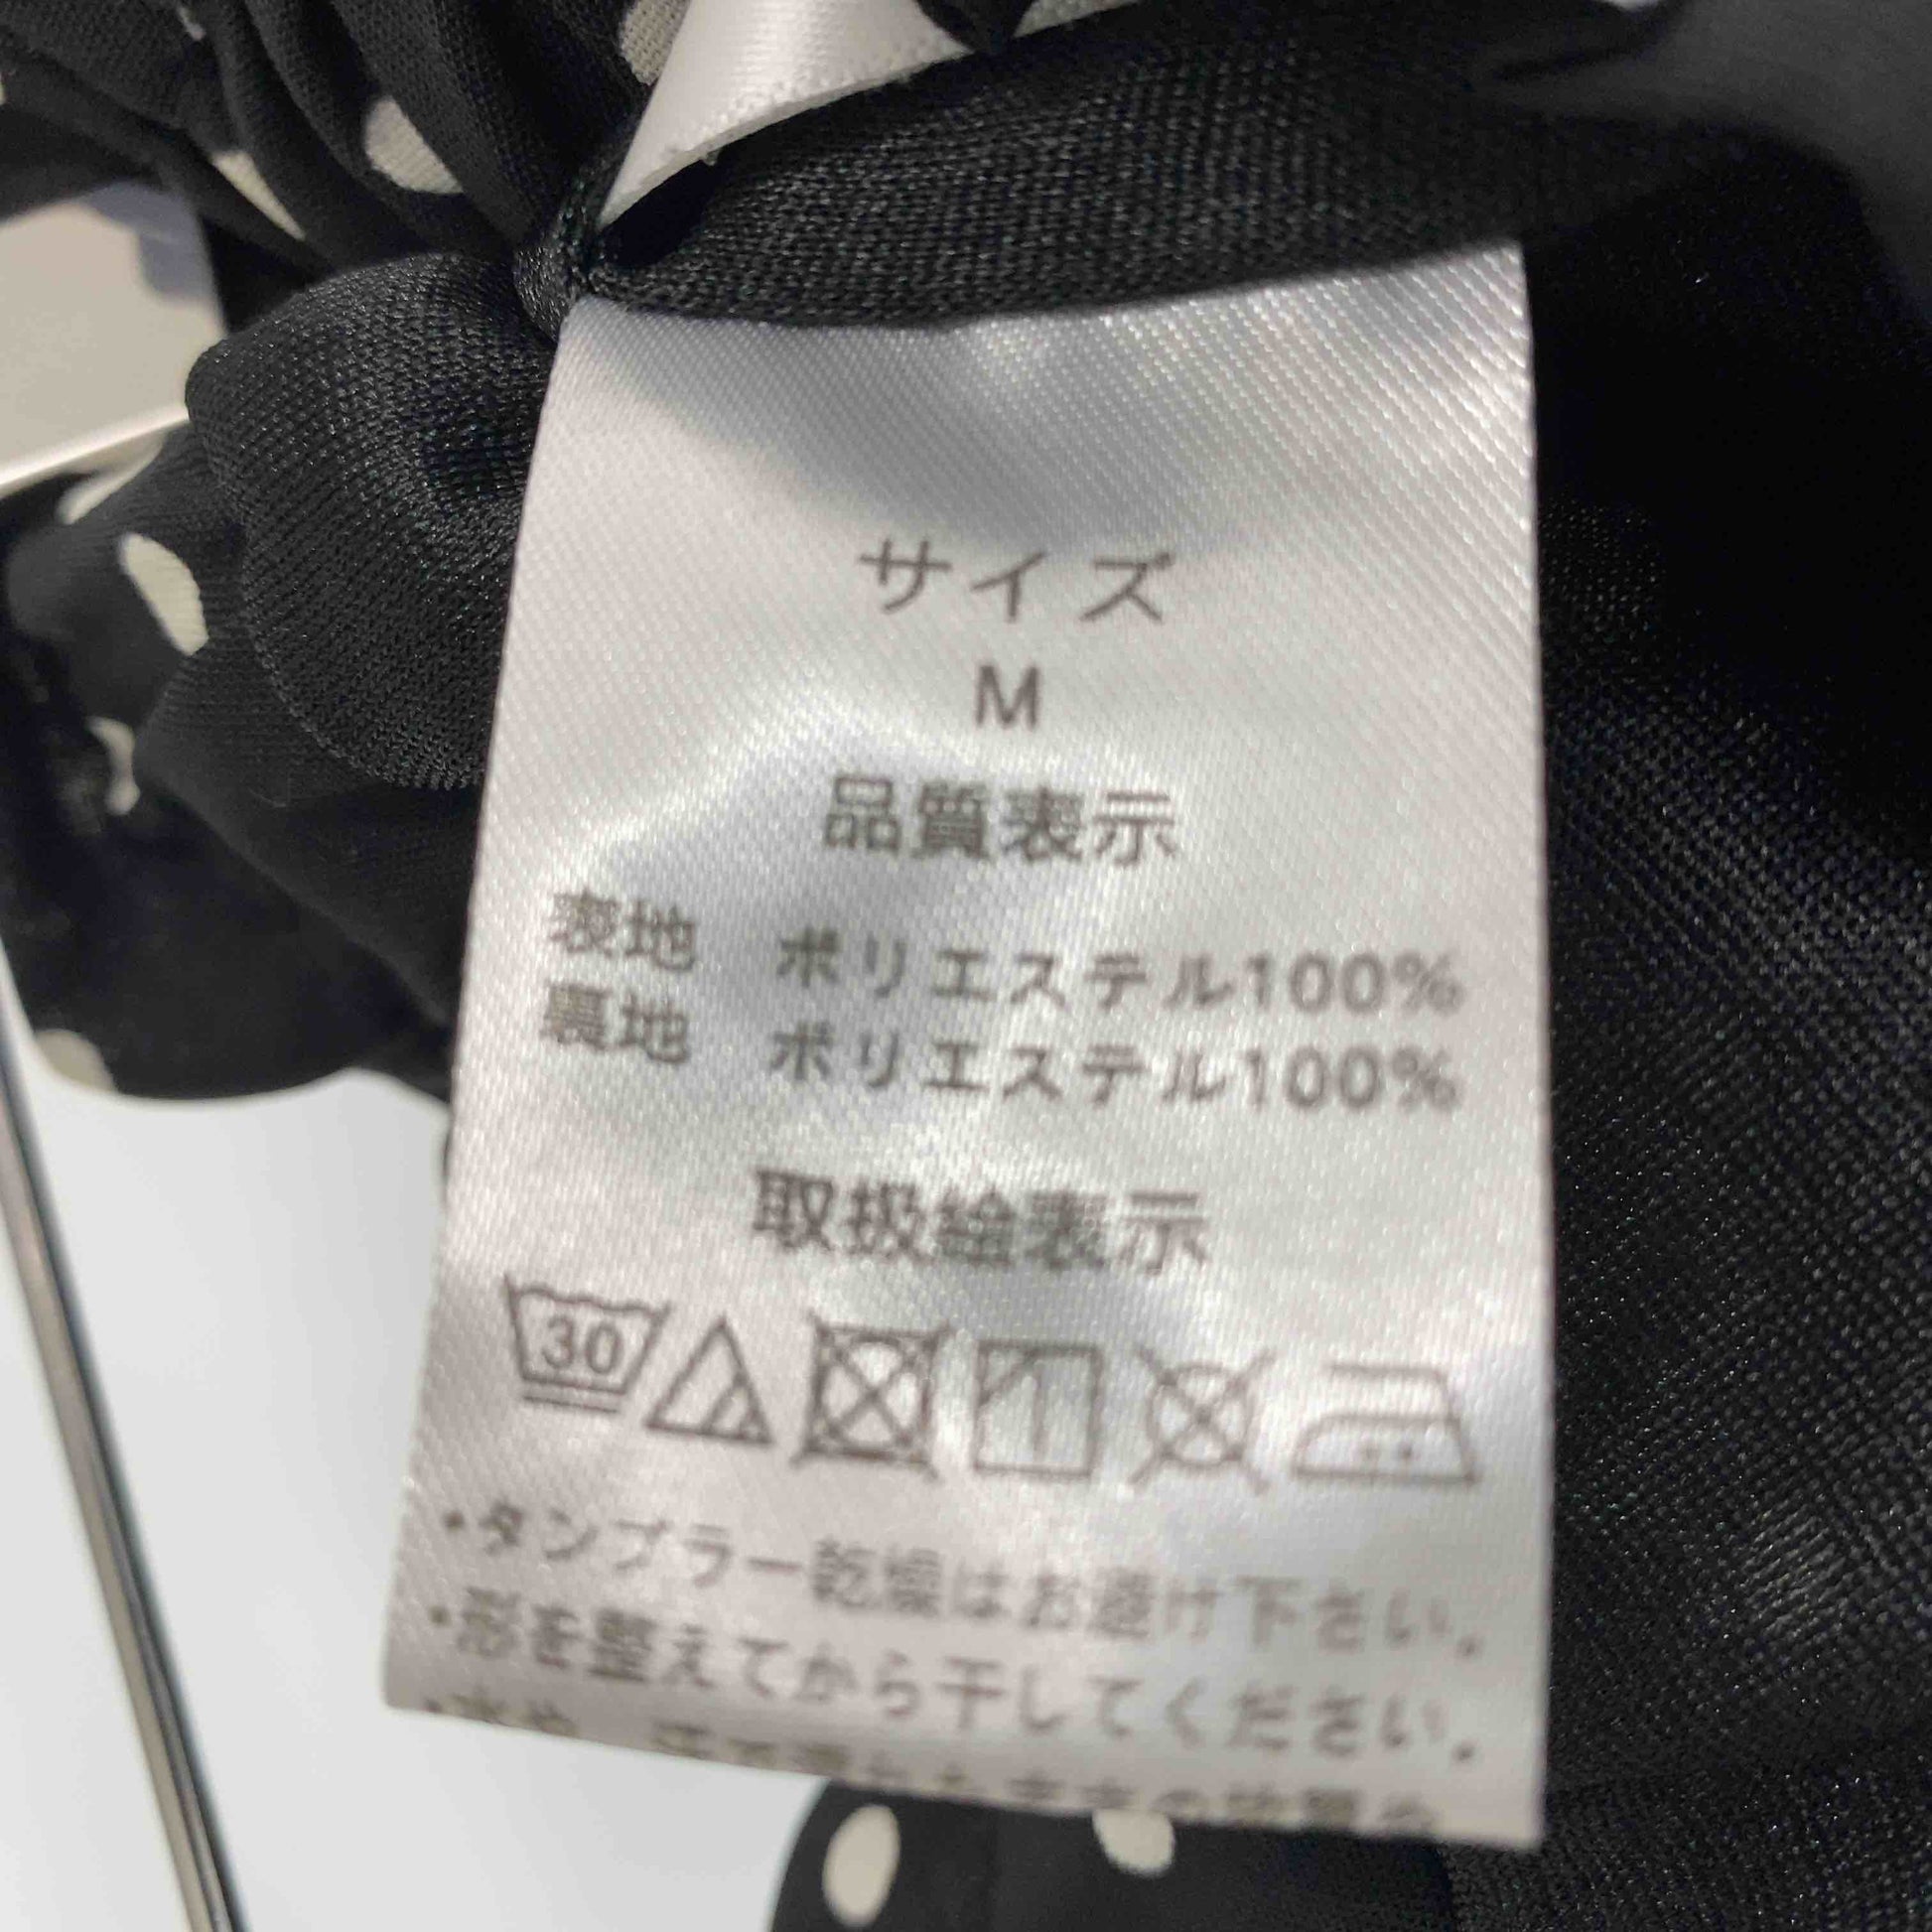 サイズ
M
品質表示
表地 ポリエステル100%
裏地 ポリエステル100%
取扱絵表示
30
・タンブラー乾燥はお避け下さい。
・形を整えてから干してください。